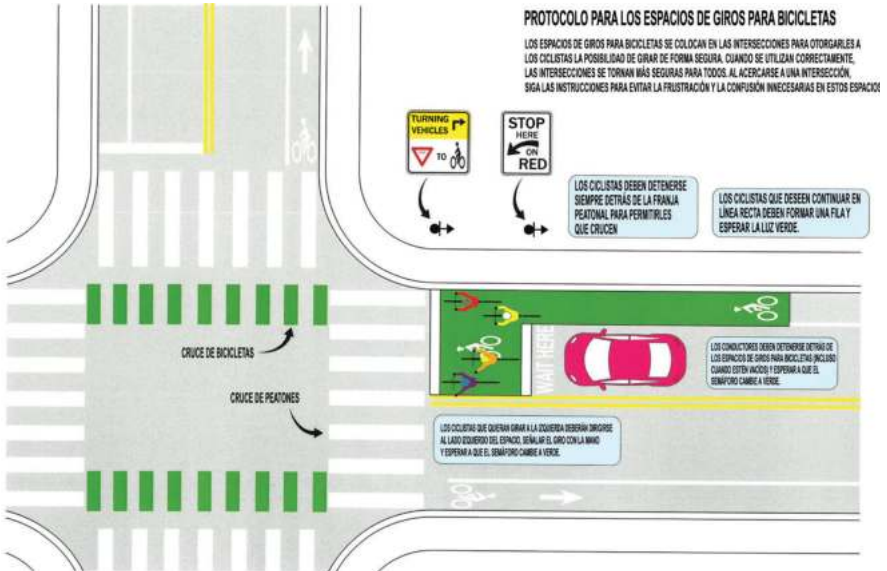 PROTOCOLO PARA LOS ESPACIOS DE GIROS PARA BICICLETAS
LOS ESPACIOS DE GIROS PARA BICICLETAS SE COLOCAN EN LAS INTERSECCIONES PARA OTORGARLES A
LOS CICLISTAS LA POSIBILIDAD DE GIRAR DE FORMA SEGURA. CUANDO SE UTILIZAN CORRECTAMENTE,
LAS INTERSECCIONES SE TORNAN MÁS SEGURAS PARA TODOS. AL ACERCARSE A UNA INTERSECCIÓN,
SIGA LAS INSTRUCCIONES PARA EVITAR LA FRUSTRACIÓN Y LA CONFUSIÓN INNECESARIAS EN ESTOS ESPACIOS
TURNING
VEHICLES
TO
STOP
HERE
ON
RED
LOS CICLISTAS DEBEN DETENERSE
SIEMPRE DETRÁS DE LA FRANJA
PEATONAL PARA PERMITIRLES
QUE CRUCEN
LOS CICLISTAS QUE DESEEN CONTINUAR EN
LÍNEA RECTA DEBEN FORMAR UNA FILA Y
ESPERAR LA LUZ VERDE.
CRUCE DE BICICLETAS
CRUCE DE PEATONES
WAIT HERE
LOS CONDUCTORES DEBEN DETENERSE DETRÁS DE
LOS ESPACIOS DE GIROS PARA BICICLETAS (INCLUSO
CUANDO ESTÉN VACÍOS) Y ESPERAR A QUE EL
SEMÁFORO CAMBIE A VERDE.
LOS CICLISTAS QUE QUIERAN GIRAR A LA IZQUIERDA DEBERÁN DIRIGIRSE
AL LADO IZQUIERDO DEL ESPACIO, SEÑALAR EL GIRO CON LA MANO
Y ESPERAR A QUE EL SEMÁFORO CAMBIE A VERDE.